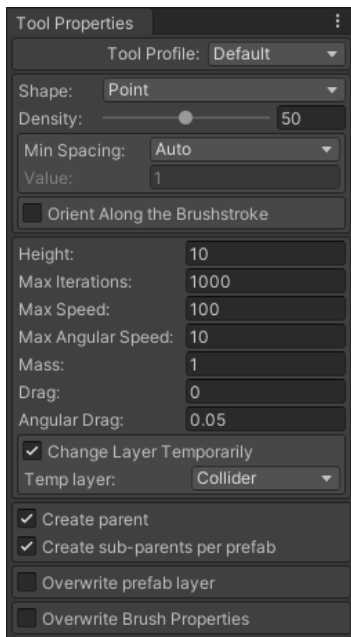 Tool Properties
Tool Profile: Default
Shape: Point
Density: 50
Min Spacing: Auto
Value: 1
Orient Along the Brushstroke
Height: 10
Max Iterations: 1000
Max Speed: 100
Max Angular Speed: 10
Mass: 1
Drag: 0
Angular Drag: 0.05
Change Layer Temporarily
Temp layer: Collider
Create parent
Create sub-parents per prefab
Overwrite prefab layer
Overwrite Brush Properties